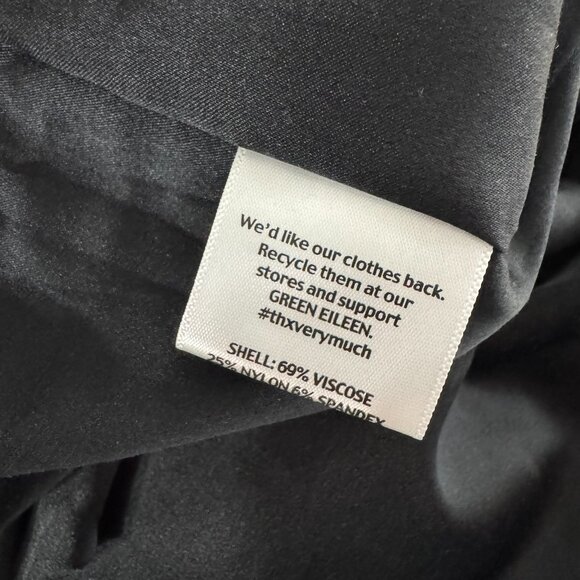 We'd like our clothes back.
Recycle them at our
stores and support
GREEN EILEEN.
#thxverymuch
SHELL: 69% VISCOSE
25% NYLON 6% SPANDEX